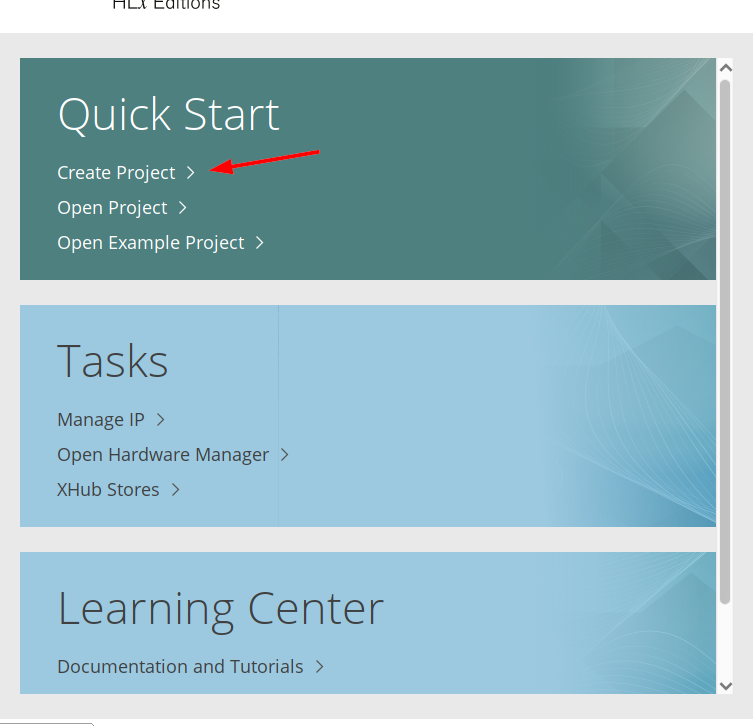 HLx Editions
Quick Start
Create Project
Open Project
Open Example Project
Tasks
Manage IP
Open Hardware Manager
XHub Stores
Learning Center
Documentation and Tutorials